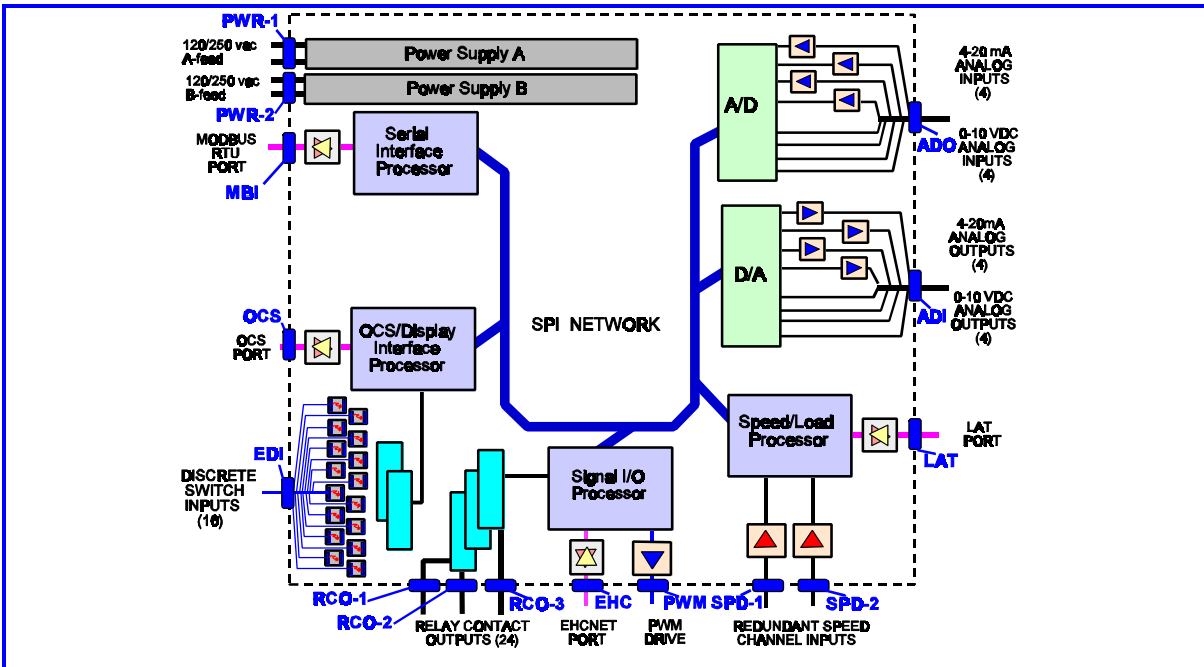 PWR-1
120/250 vac
A-feed
Power Supply A
120/250 vac
B-feed
Power Supply B
PWR-2
MODBUS
RTU
PORT
MBI
Serial
Interface
Processor
A/D
4-20 mA
ANALOG
INPUTS
(4)
ADO
0-10 VDC
ANALOG
INPUTS
(4)
D/A
4-20mA
ANALOG
OUTPUTS
(4)
ADI
0-10 VDC
ANALOG
OUTPUTS
(4)
OCS
OCS
PORT
OCS/Display
Interface
Processor
SPI NETWORK
Speed/Load
Processor
LAT
PORT
LAT
EDI
DISCRETE
SWITCH
INPUTS
(16)
Signal I/O
Processor
RCO-1
RCO-2
RCO-3
EHC
PWM
SPD-1
SPD-2
RELAY CONTACT
OUTPUTS (24)
EHCNET
PORT
PWM
DRIVE
REDUNDANT SPEED
CHANNEL INPUTS